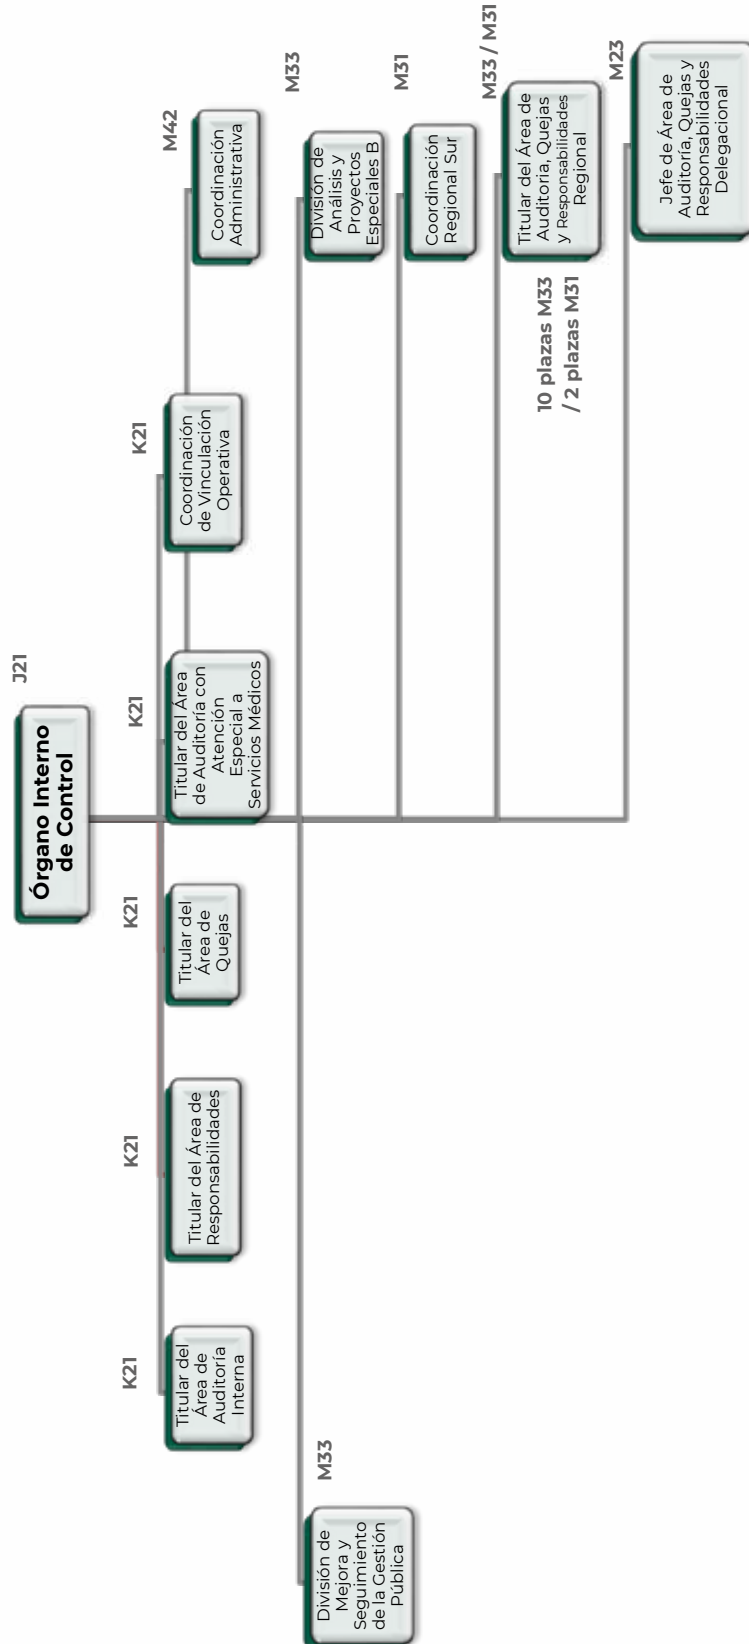 J21
Órgano Interno
de Control
K21
Titular del
Área de
Auditoría
Interna
K21
Titular del Área de
Responsabilidades
K21
Titular del
Área de
Quejas
K21
Titular del Área
de Auditoría con
Atención
Especial a
Servicios Médicos
K21
Coordinación
de Vinculación
Operativa
M42
Coordinación
Administrativa
M33
División de
Mejora y
Seguimiento
de la Gestión
Pública
M33
División de
Análisis y
Proyectos
Especiales B
M31
Coordinación
Regional Sur
M33 / M31
Titular del Área de
Auditoría, Quejas
y Responsabilidades
Regional
10 plazas M33
/ 2 plazas M31
M23
Jefe de Área de
Auditoría, Quejas y
Responsabilidades
Delegacional